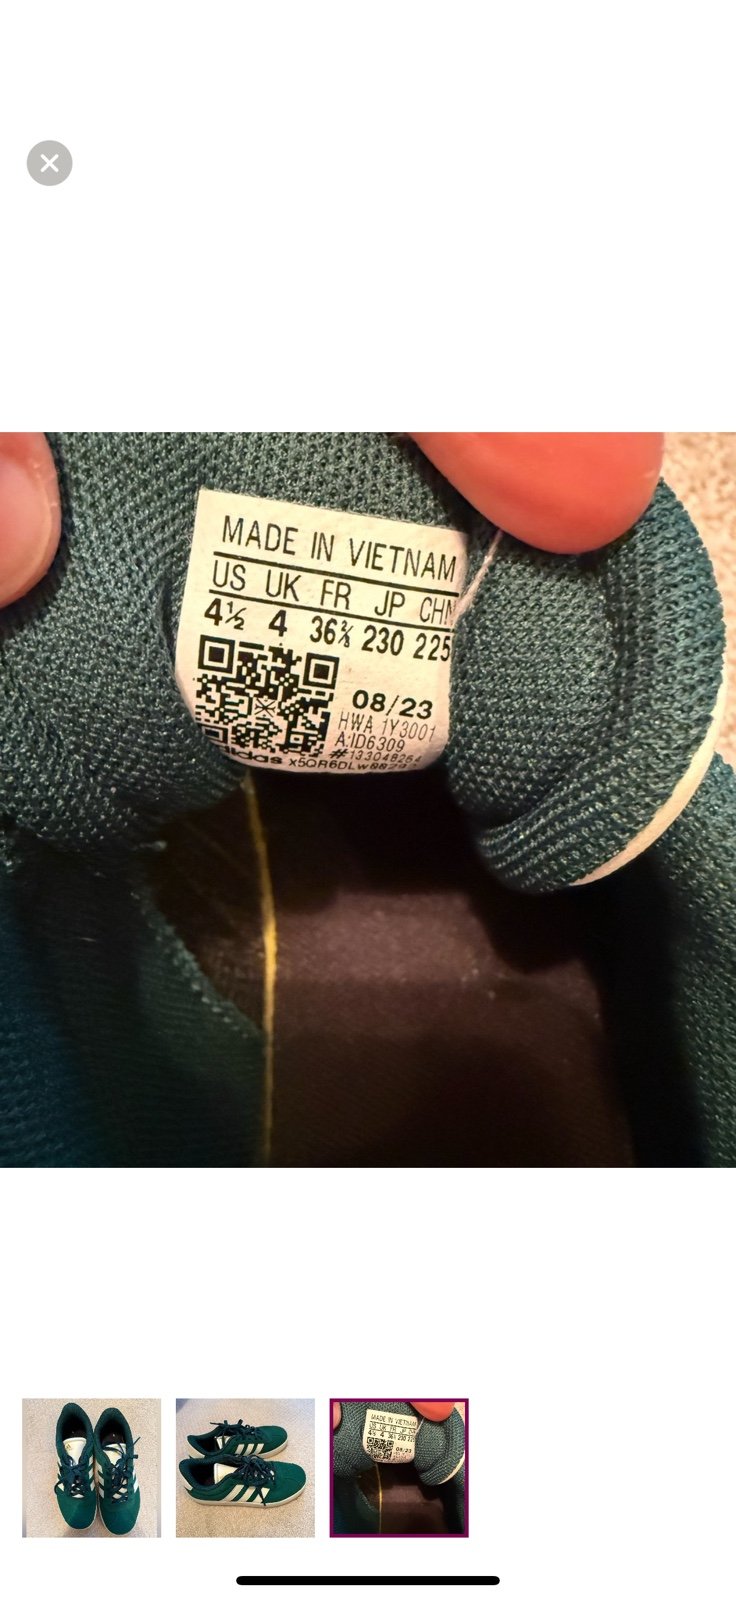 MADE IN VIETNAM
US UK FR JP CHN
4½ 4 36⅔ 230 225
08/23
HWA 1Y3001
A:ID6309
adidas